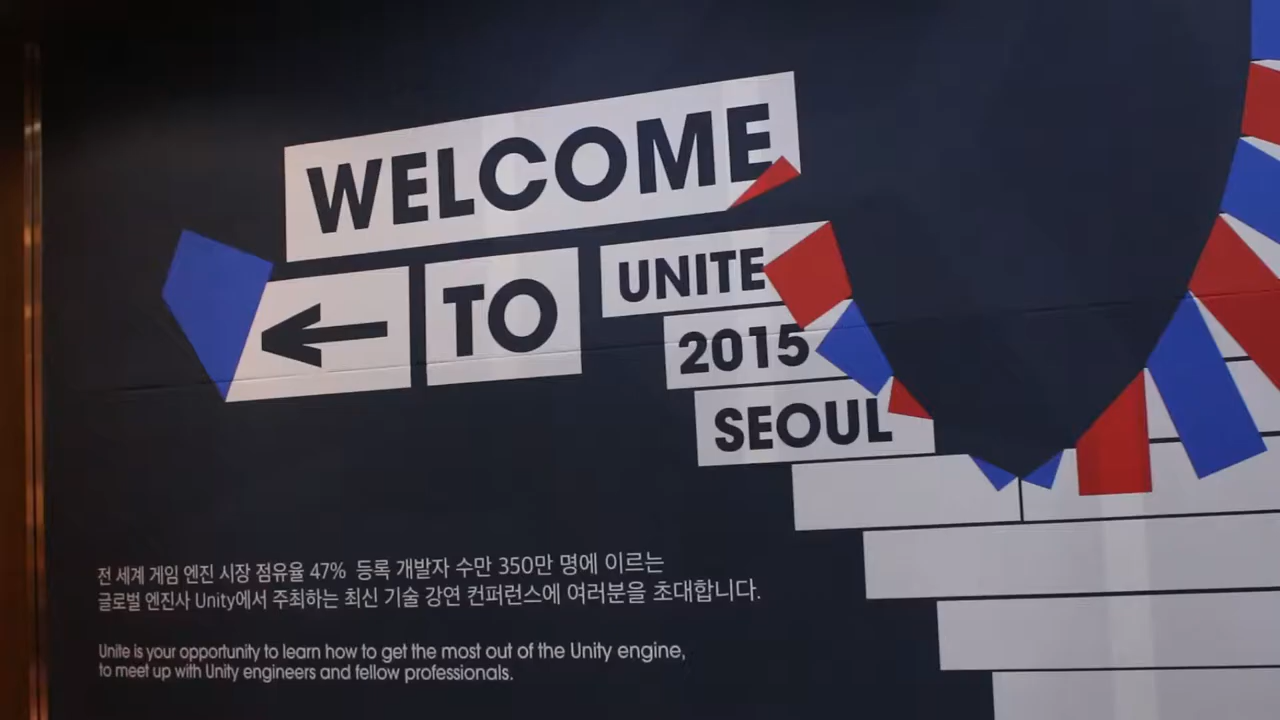 WELCOME
← TO UNITE
2015
SEOUL
전 세계 게임 엔진 시장 점유율 47% 등록 개발자 수만 350만 명에 이르는
글로벌 엔진사 Unity에서 주최하는 최신 기술 강연 컨퍼런스에 여러분을 초대합니다.
Unite is your opportunity to learn how to get the most out of the Unity engine,
to meet up with Unity engineers and fellow professionals.